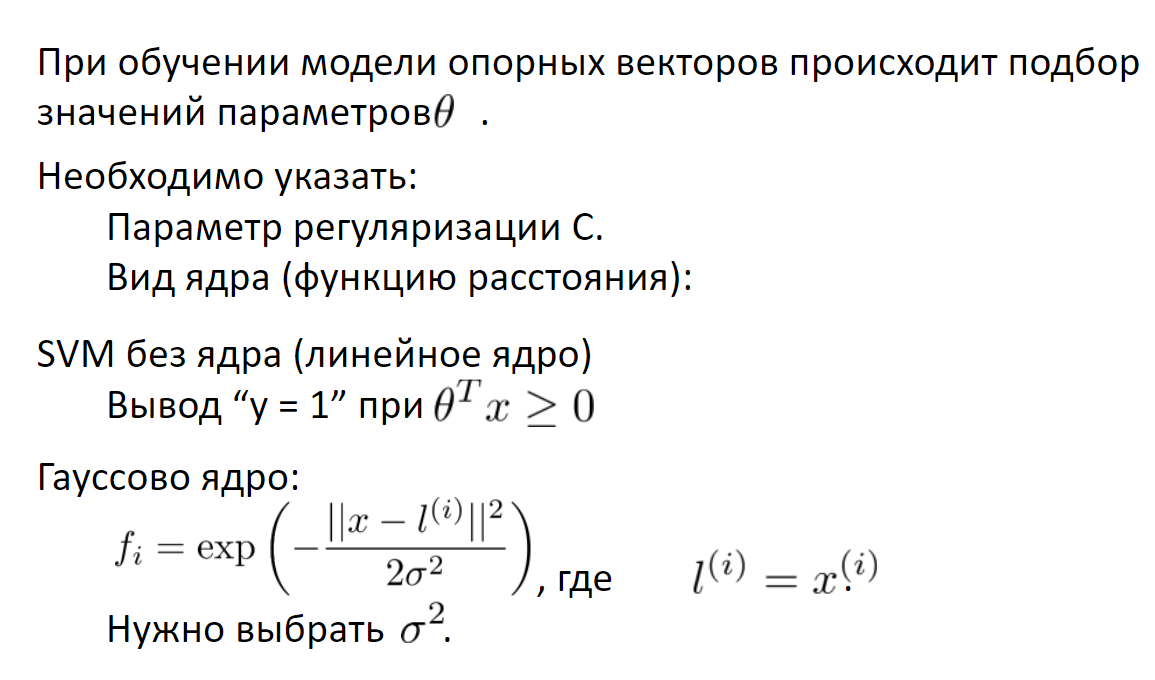 При обучении модели опорных векторов происходит подбор
значений параметров θ .
Необходимо указать:
Параметр регуляризации C.
Вид ядра (функцию расстояния):
SVM без ядра (линейное ядро)
Вывод “y = 1” при θ^T x ≥ 0
Гауссово ядро:
f_i = exp(−||x − l^(i)||² / 2σ²), где l^(i) = x^(i).
Нужно выбрать σ².